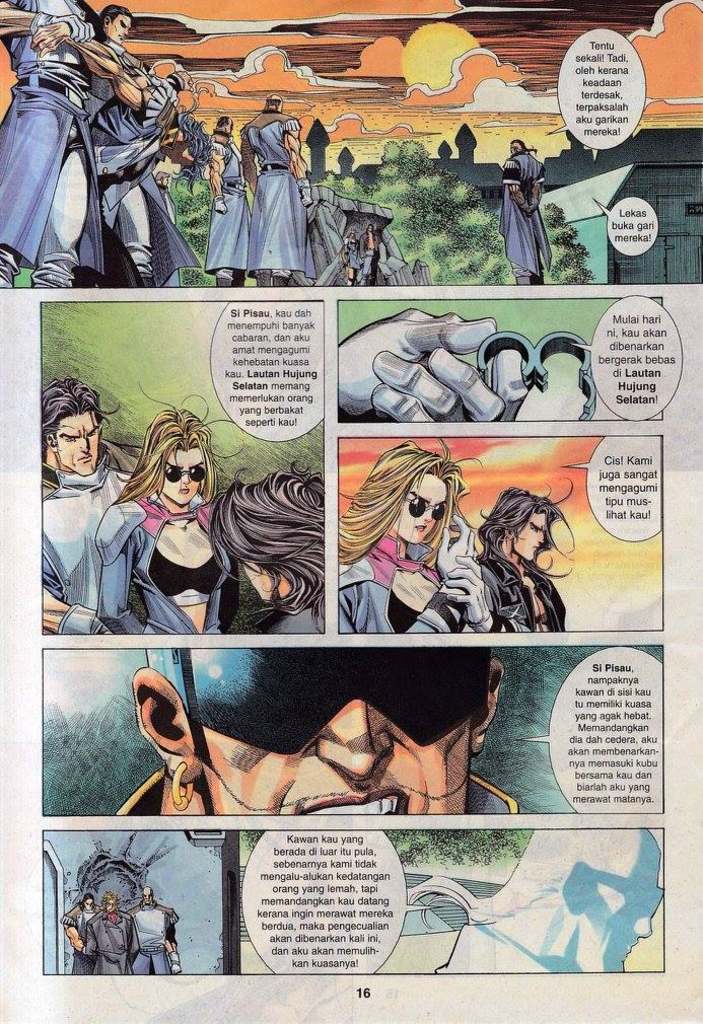 Tentu
sekali! Tadi,
oleh kerana
keadaan
terdesak,
terpaksalah
aku garikan
mereka!
Lekas
buka gari
mereka!
Si Pisau, kau dah
menempuhi banyak
cabaran, dan aku
amat mengagumi
kehebatan kuasa
kau. Lautan Hujung
Selatan memang
memerlukan orang
yang berbakat
seperti kau!
Mulai hari
ni, kau akan
dibenarkan
bergerak bebas
di Lautan
Hujung
Selatan!
Cis! Kami
juga sangat
mengagumi
tipu mus-
lihat kau!
Si Pisau,
nampaknya
kawan di sisi kau
tu memiliki kuasa
yang agak hebat.
Memandangkan
dia dah cedera, aku
akan membenarkan-
nya memasuki kubu
bersama kau dan
biarlah aku yang
merawat matanya.
Kawan kau yang
berada di luar itu pula,
sebenarnya kami tidak
mengalu-alukan kedatangan
orang yang lemah, tapi
memandangkan kau datang
kerana ingin merawat mereka
berdua, maka pengecualian
akan dibenarkan kali ini,
dan aku akan memulih-
kan kuasanya!
16